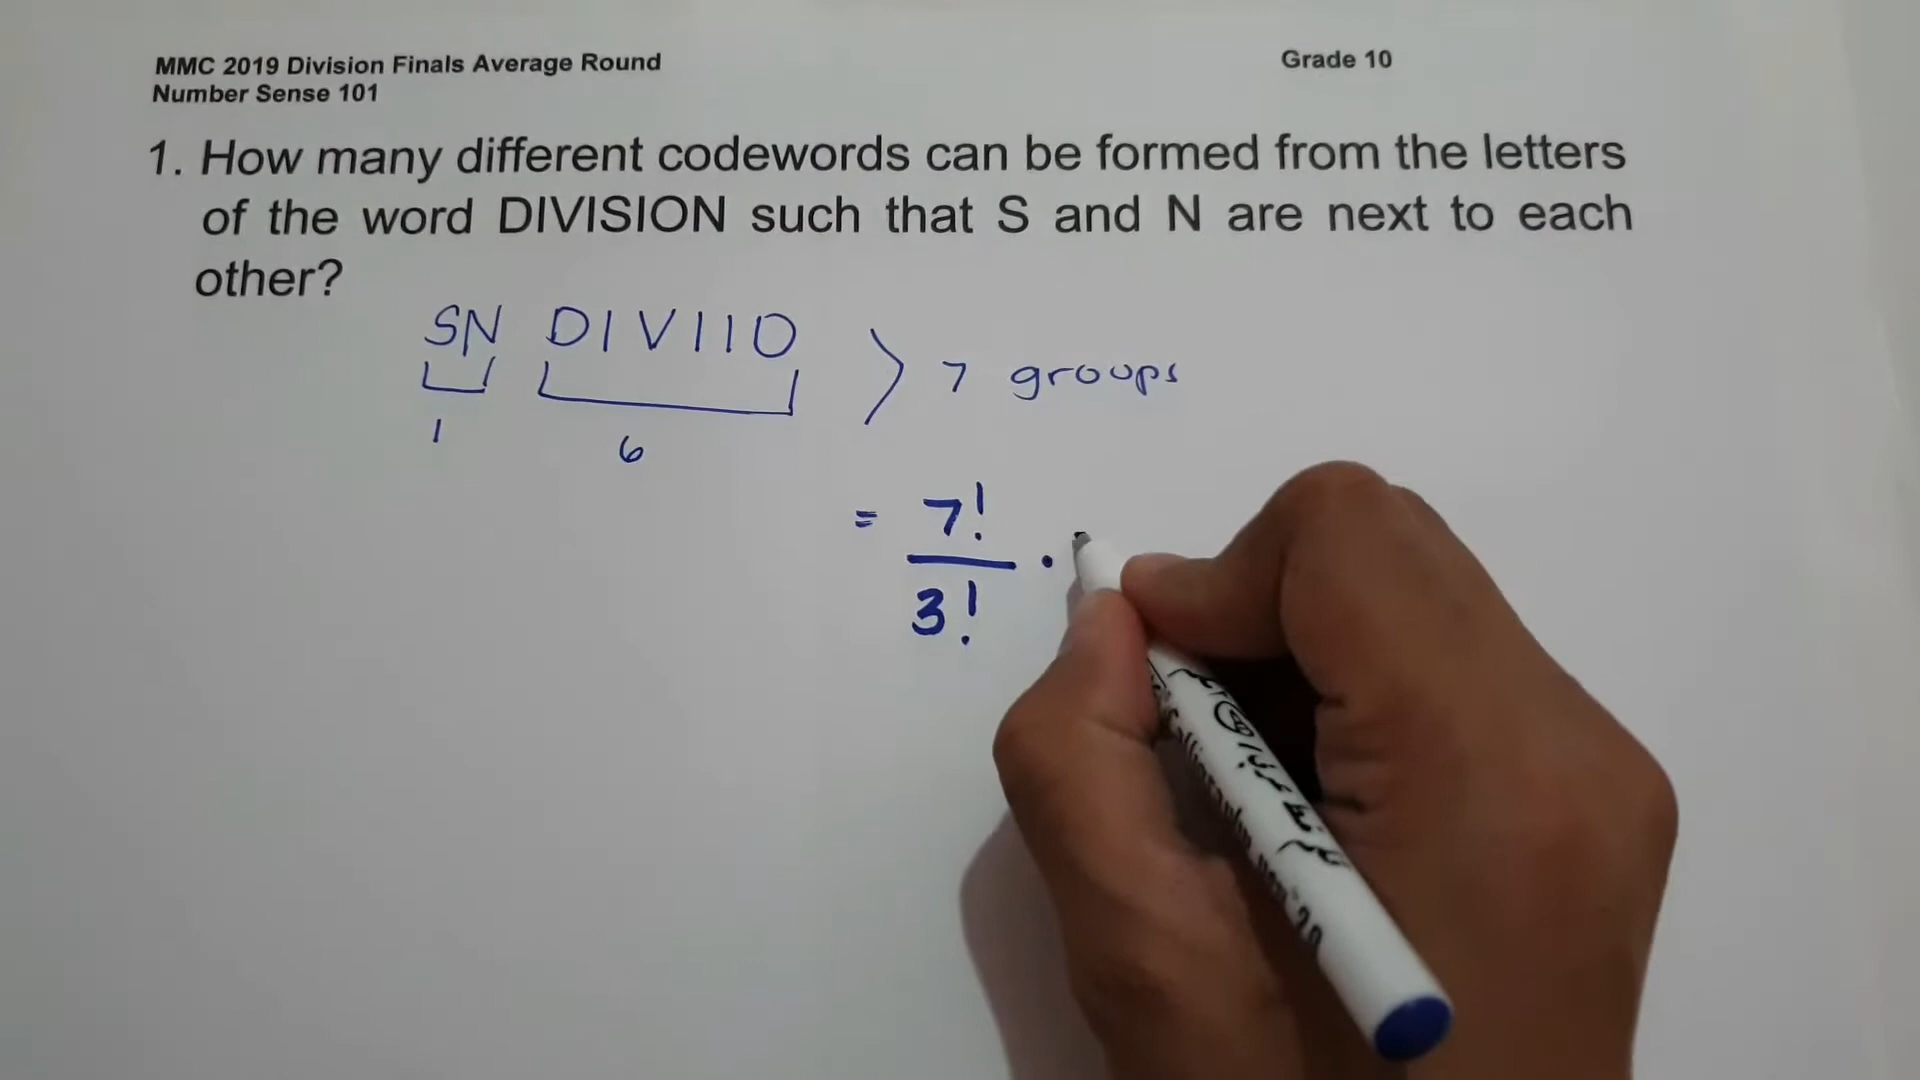 MMC 2019 Division Finals Average Round
Grade 10
Number Sense 101
1. How many different codewords can be formed from the letters
of the word DIVISION such that S and N are next to each
other?
SN DIVIIO > 7 groups
1 6
= 7! ·
3!